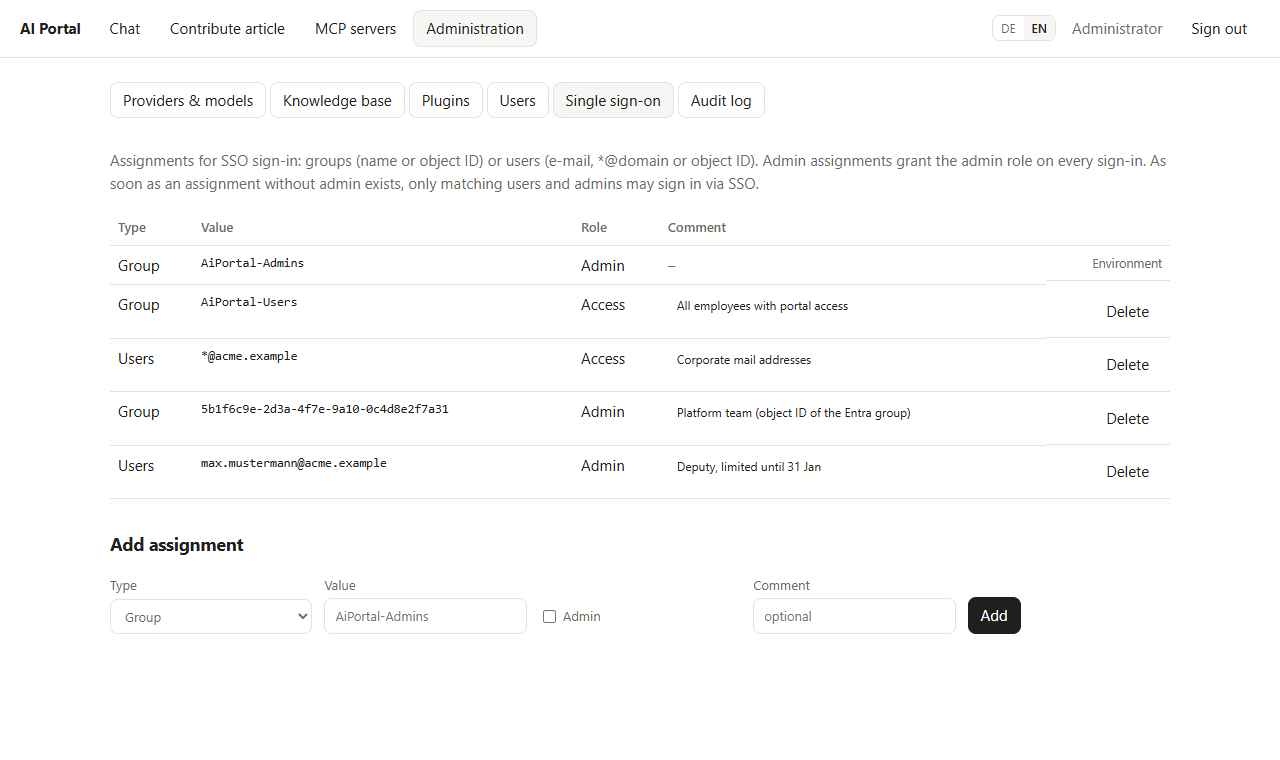 AI Portal Chat Contribute article MCP servers Administration DE EN Administrator Sign out
Providers & models Knowledge base Plugins Users Single sign-on Audit log
Assignments for SSO sign-in: groups (name or object ID) or users (e-mail, *@domain or object ID). Admin assignments grant the admin role on every sign-in. As
soon as an assignment without admin exists, only matching users and admins may sign in via SSO.
Type Value Role Comment
Group AiPortal-Admins Admin – Environment
Group AiPortal-Users Access All employees with portal access Delete
Users *@acme.example Access Corporate mail addresses Delete
Group 5b1f6c9e-2d3a-4f7e-9a10-0c4d8e2f7a31 Admin Platform team (object ID of the Entra group) Delete
Users max.mustermann@acme.example Admin Deputy, limited until 31 Jan Delete
Add assignment
Type Value Comment
Group AiPortal-Admins Admin optional Add